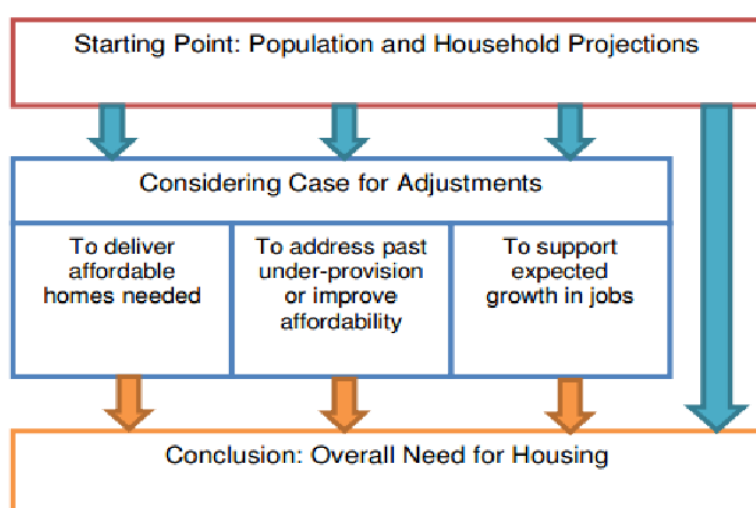 Starting Point: Population and Household Projections
Considering Case for Adjustments
To deliver
affordable
homes needed
To address past
under-provision
or improve
affordability
To support
expected
growth in jobs
Conclusion: Overall Need for Housing